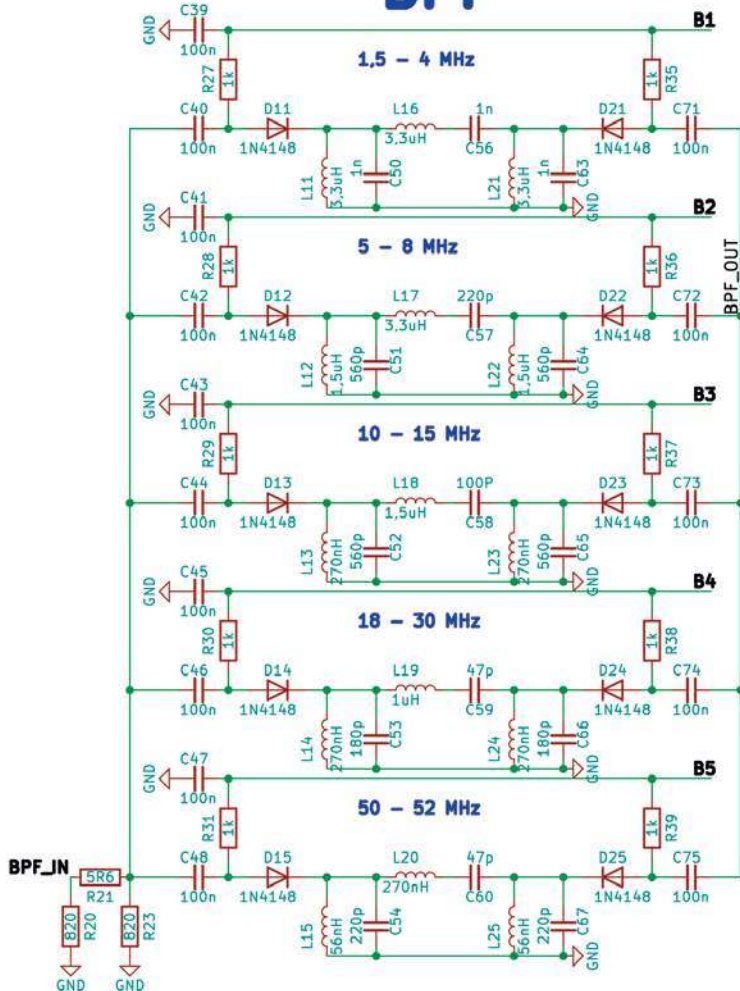 BPF
C39
GND
100n
B1
R27
1k
1,5 – 4 MHz
1k
R35
C40
100n
D11
1N4148
L16
3,3uH
1n
C56
D21
1N4148
C71
100n
L11
3,3uH
1n
C50
L21
3,3uH
1n
C63
GND
C41
GND
100n
B2
R28
1k
5 – 8 MHz
1k
R36
BPF_OUT
C42
100n
D12
1N4148
L17
3,3uH
220p
C57
D22
1N4148
C72
100n
L12
1,5uH
560p
C51
L22
1,5uH
560p
C64
GND
C43
GND
100n
B3
R29
1k
10 – 15 MHz
1k
R37
C44
100n
D13
1N4148
L18
1,5uH
100P
C58
D23
1N4148
C73
100n
L13
270nH
560p
C52
L23
270nH
560p
C65
GND
C45
GND
100n
B4
R30
1k
18 – 30 MHz
1k
R38
C46
100n
D14
1N4148
L19
1uH
47p
C59
D24
1N4148
C74
100n
L14
270nH
180p
C53
L24
270nH
180p
C66
GND
C47
GND
100n
B5
R31
1k
50 – 52 MHz
1k
R39
BPF_IN
5R6
R21
C48
100n
D15
1N4148
L20
270nH
47p
C60
D25
1N4148
C75
100n
820
R20
820
R23
L15
56nH
220p
C54
L25
56nH
220p
C67
GND
GND
GND